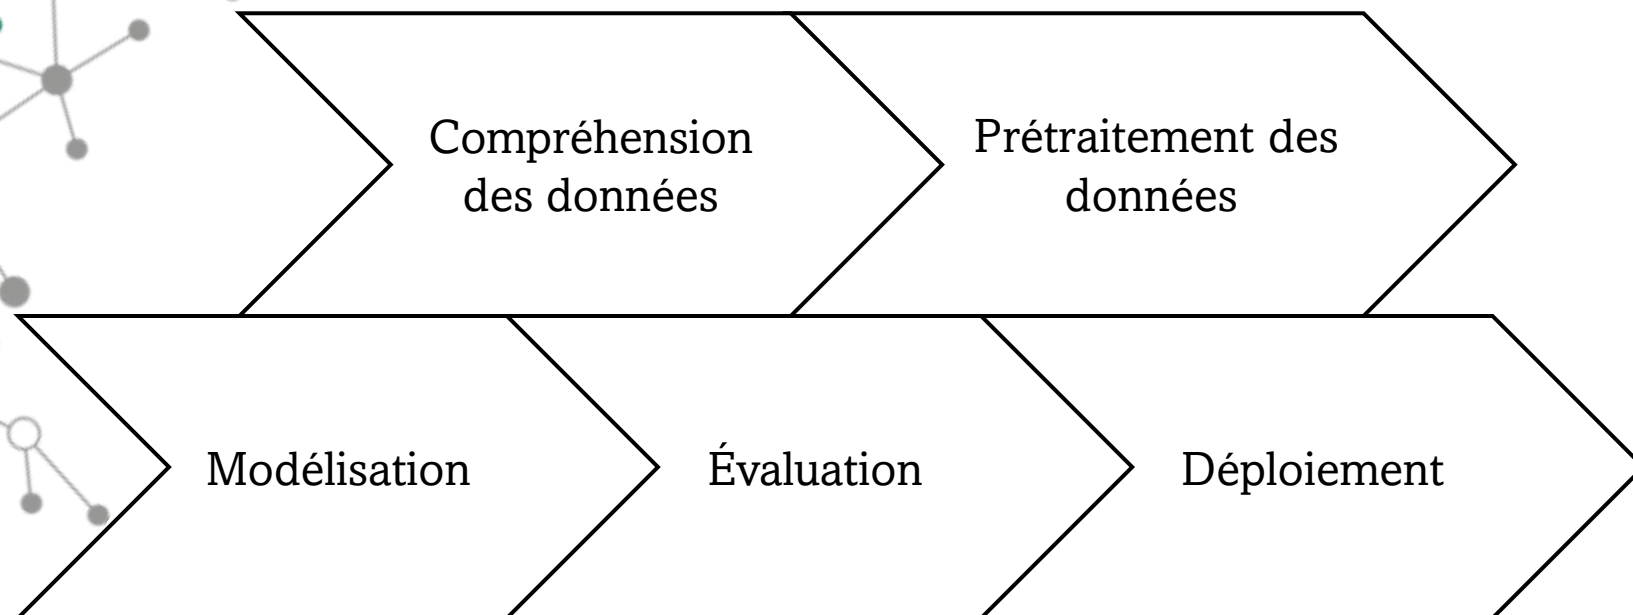 Compréhension
des données
Prétraitement des
données
Modélisation
Évaluation
Déploiement